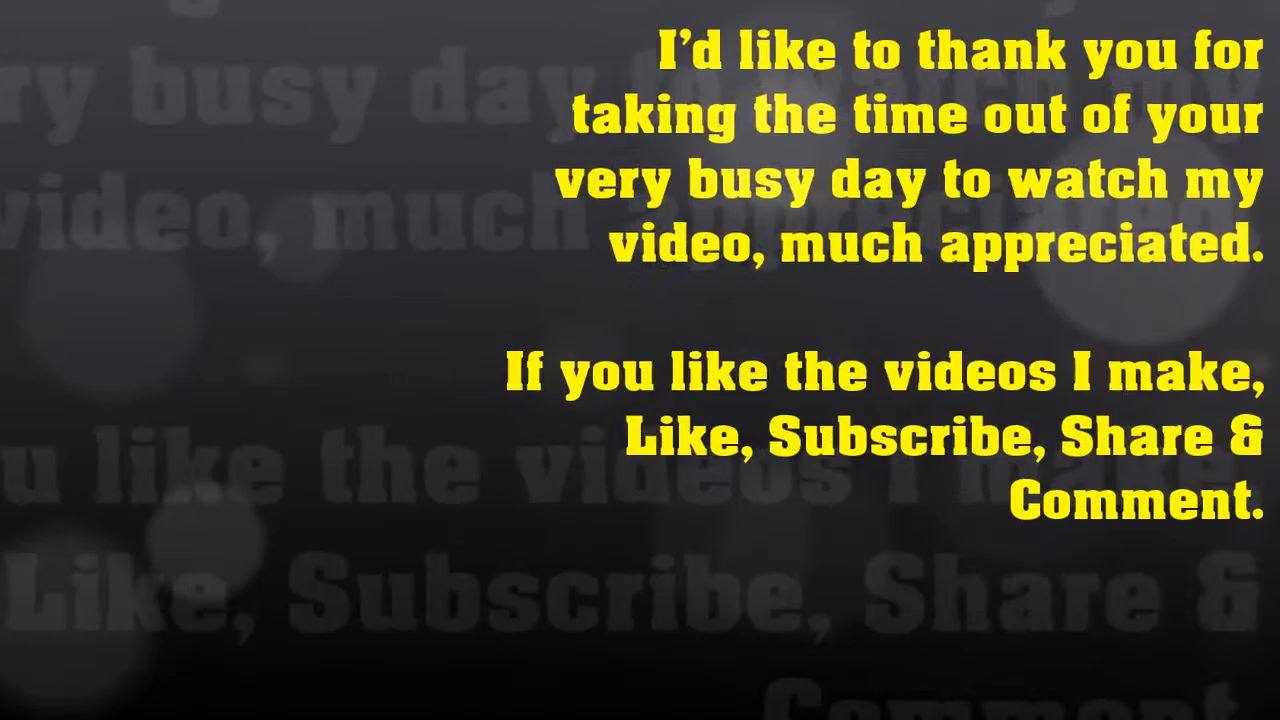 I’d like to thank you for
taking the time out of your
very busy day to watch my
video, much appreciated.
If you like the videos I make,
Like, Subscribe, Share &
Comment.